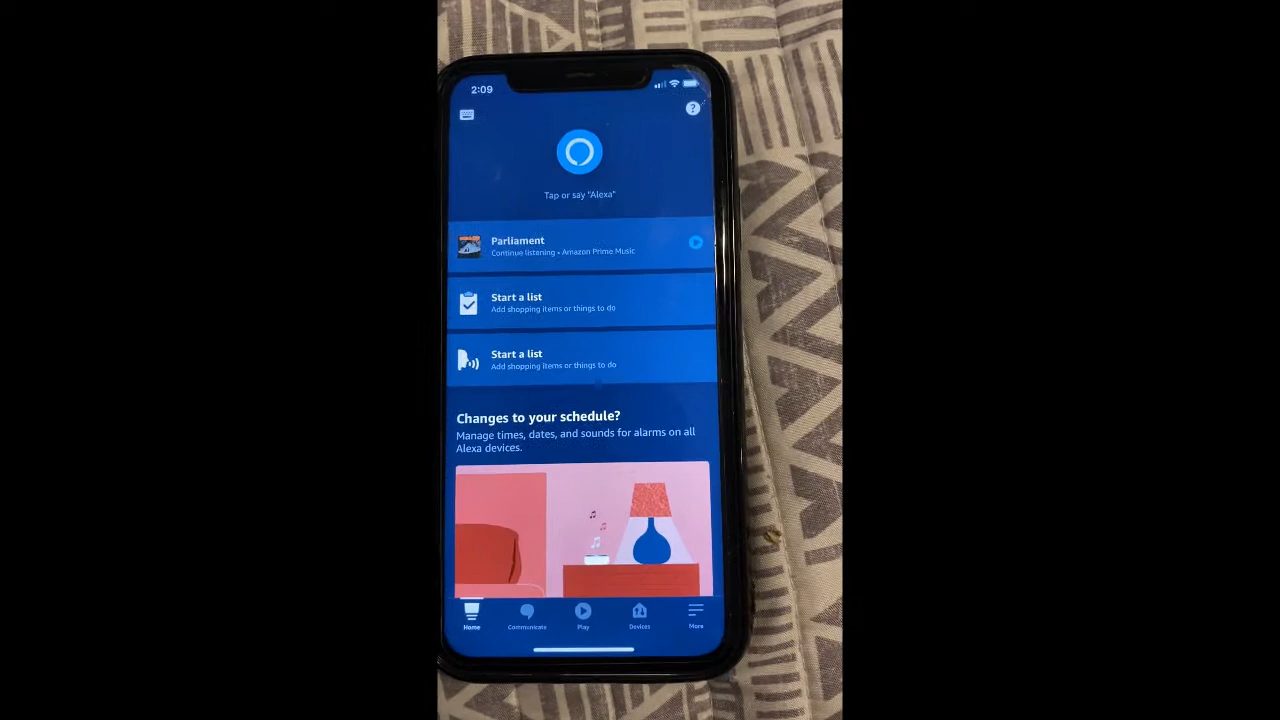 2:09
?
Tap or say "Alexa"
Parliament
Continue listening • Amazon Prime Music
Start a list
Add shopping items or things to do
Start a list
Add shopping items or things to do
Changes to your schedule?
Manage times, dates, and sounds for alarms on all
Alexa devices.
Home Communicate Play Devices More